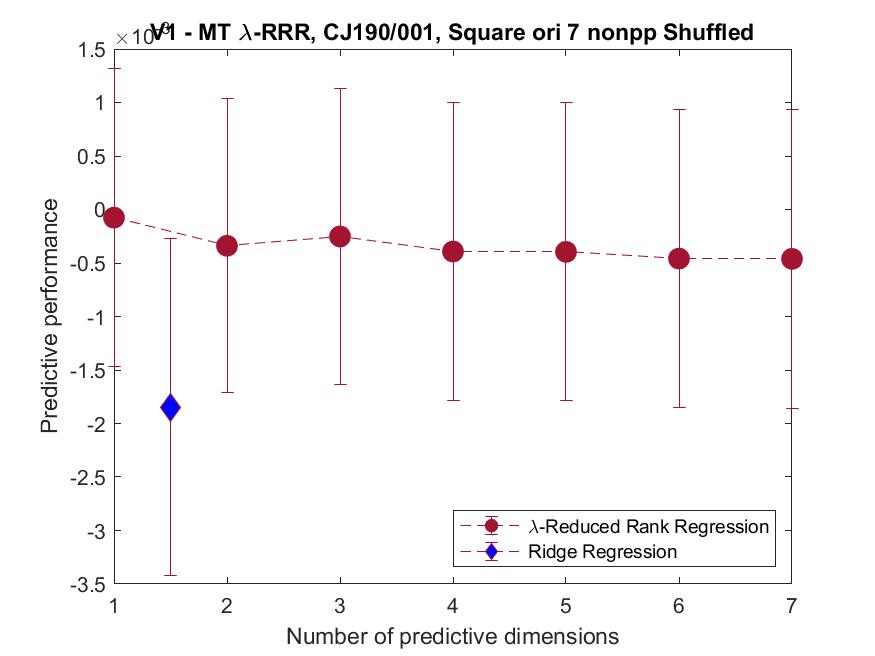 ×10-3
V1 - MT λ-RRR, CJ190/001, Square ori 7 nonpp Shuffled
1.5
1
0.5
0
-0.5
-1
-1.5
-2
-2.5
-3
-3.5
Predictive performance
1 2 3 4 5 6 7
Number of predictive dimensions
λ-Reduced Rank Regression
Ridge Regression